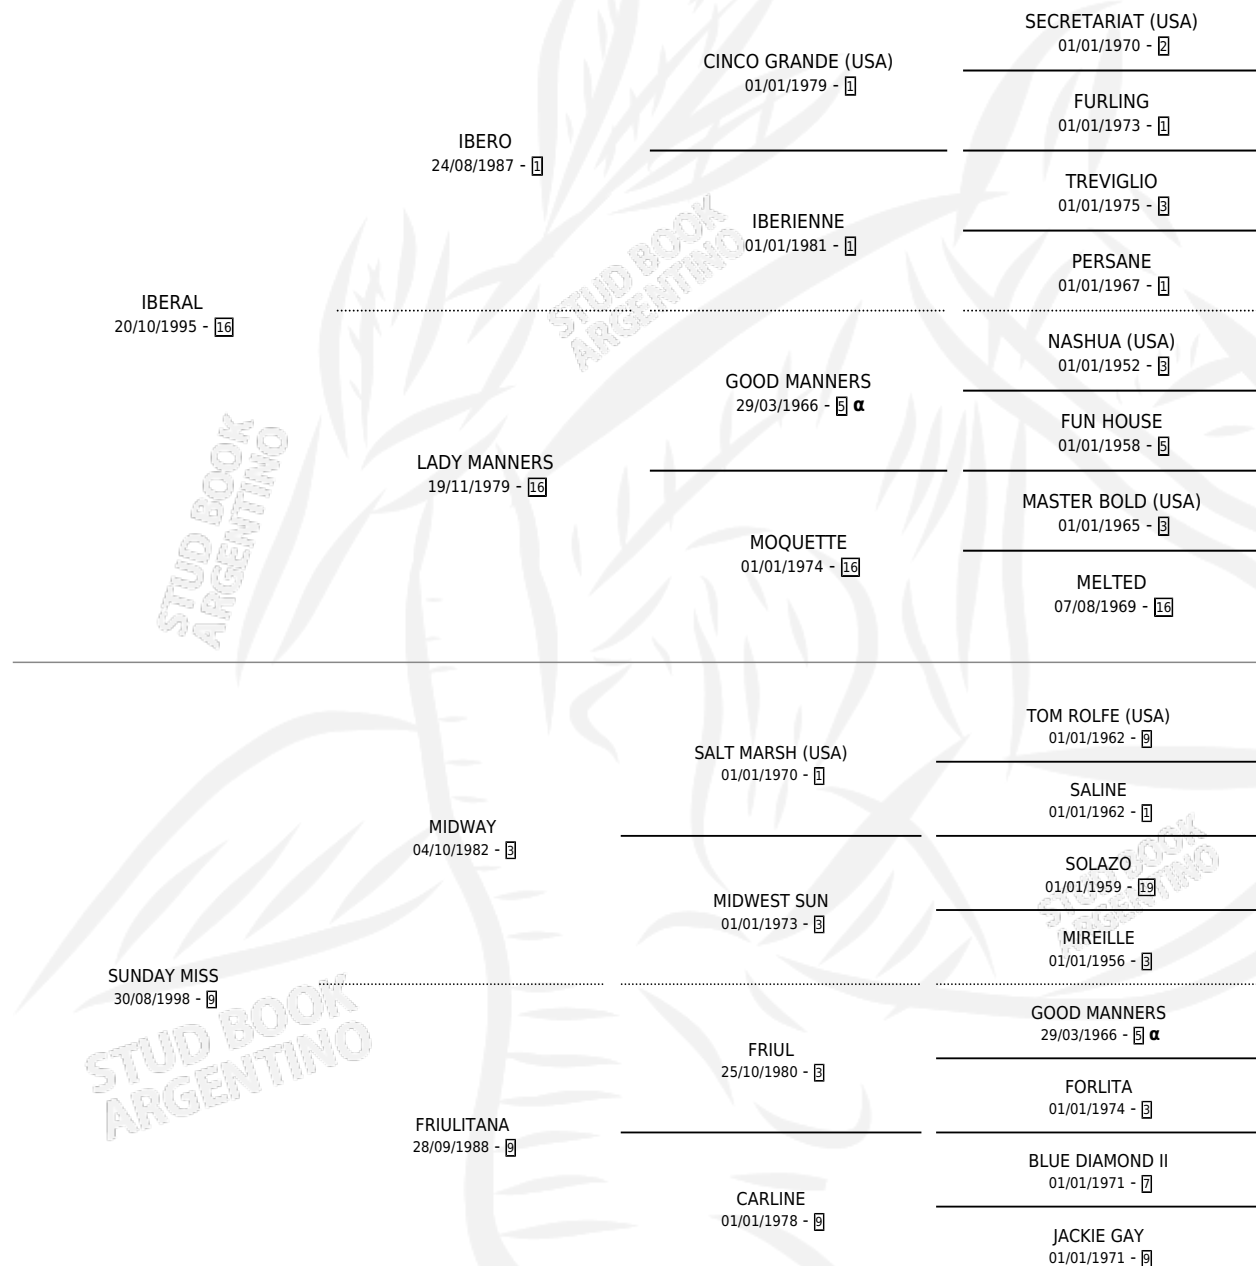 SECRETARIAT (USA)
01/01/1970 - 2
CINCO GRANDE (USA)
01/01/1979 - 1
FURLING
01/01/1973 - 1
IBERO
24/08/1987 - 1
TREVIGLIO
01/01/1975 - 3
IBERIENNE
01/01/1981 - 1
PERSANE
01/01/1967 - 1
IBERAL
20/10/1995 - 16
NASHUA (USA)
01/01/1952 - 3
GOOD MANNERS
29/03/1966 - 5 α
FUN HOUSE
01/01/1958 - 5
LADY MANNERS
19/11/1979 - 16
MASTER BOLD (USA)
01/01/1965 - 3
MOQUETTE
01/01/1974 - 16
MELTED
07/08/1969 - 16
TOM ROLFE (USA)
01/01/1962 - 9
SALT MARSH (USA)
01/01/1970 - 1
SALINE
01/01/1962 - 1
MIDWAY
04/10/1982 - 3
SOLAZO
01/01/1959 - 19
MIDWEST SUN
01/01/1973 - 3
MIREILLE
01/01/1956 - 3
SUNDAY MISS
30/08/1998 - 9
GOOD MANNERS
29/03/1966 - 5 α
FRIUL
25/10/1980 - 3
FORLITA
01/01/1974 - 3
FRIULITANA
28/09/1988 - 9
BLUE DIAMOND II
01/01/1971 - 7
CARLINE
01/01/1978 - 9
JACKIE GAY
01/01/1971 - 9
STUD BOOK
ARGENTINO
STUD BOOK
ARGENTINO
STUD BOOK
ARGENTINO
STUD BOOK
ARGENTINO